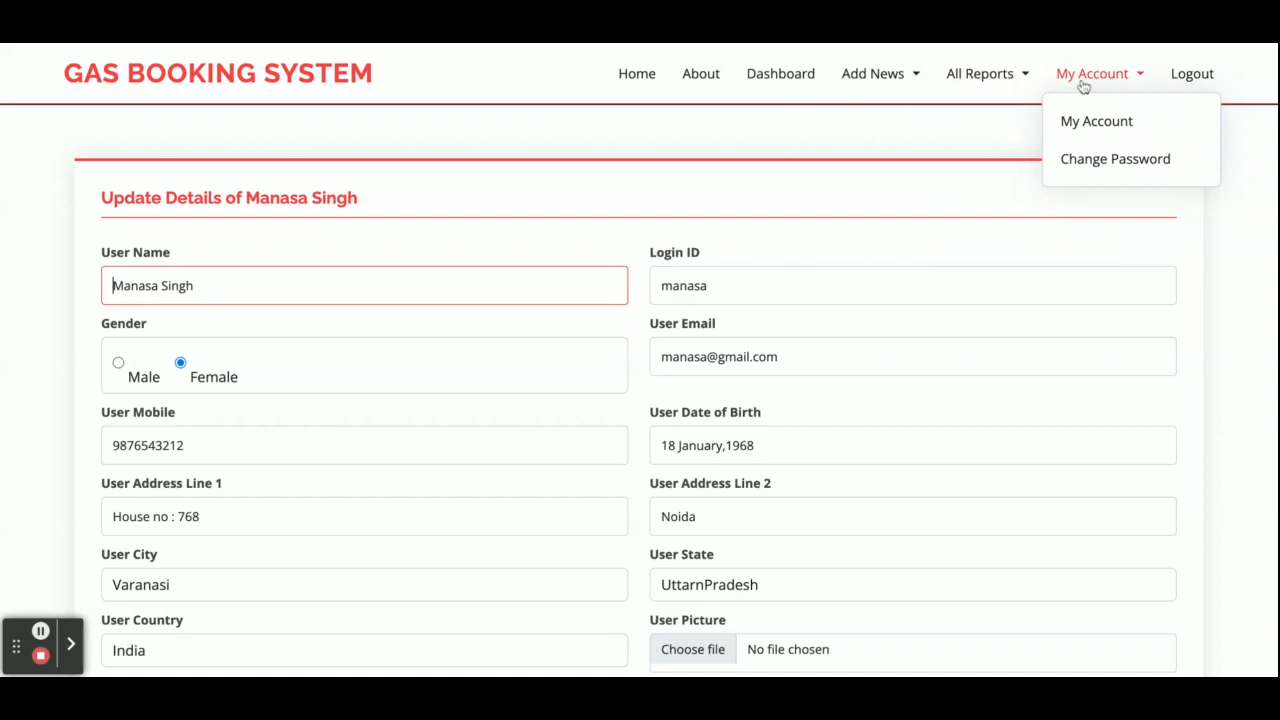 GAS BOOKING SYSTEM
Home About Dashboard Add News All Reports My Account Logout
My Account
Change Password
Update Details of Manasa Singh
User Name Login ID
Manasa Singh manasa
Gender User Email
Male Female manasa@gmail.com
User Mobile User Date of Birth
9876543212 18 January,1968
User Address Line 1 User Address Line 2
House no : 768 Noida
User City User State
Varanasi UttarnPradesh
User Country User Picture
India Choose file No file chosen